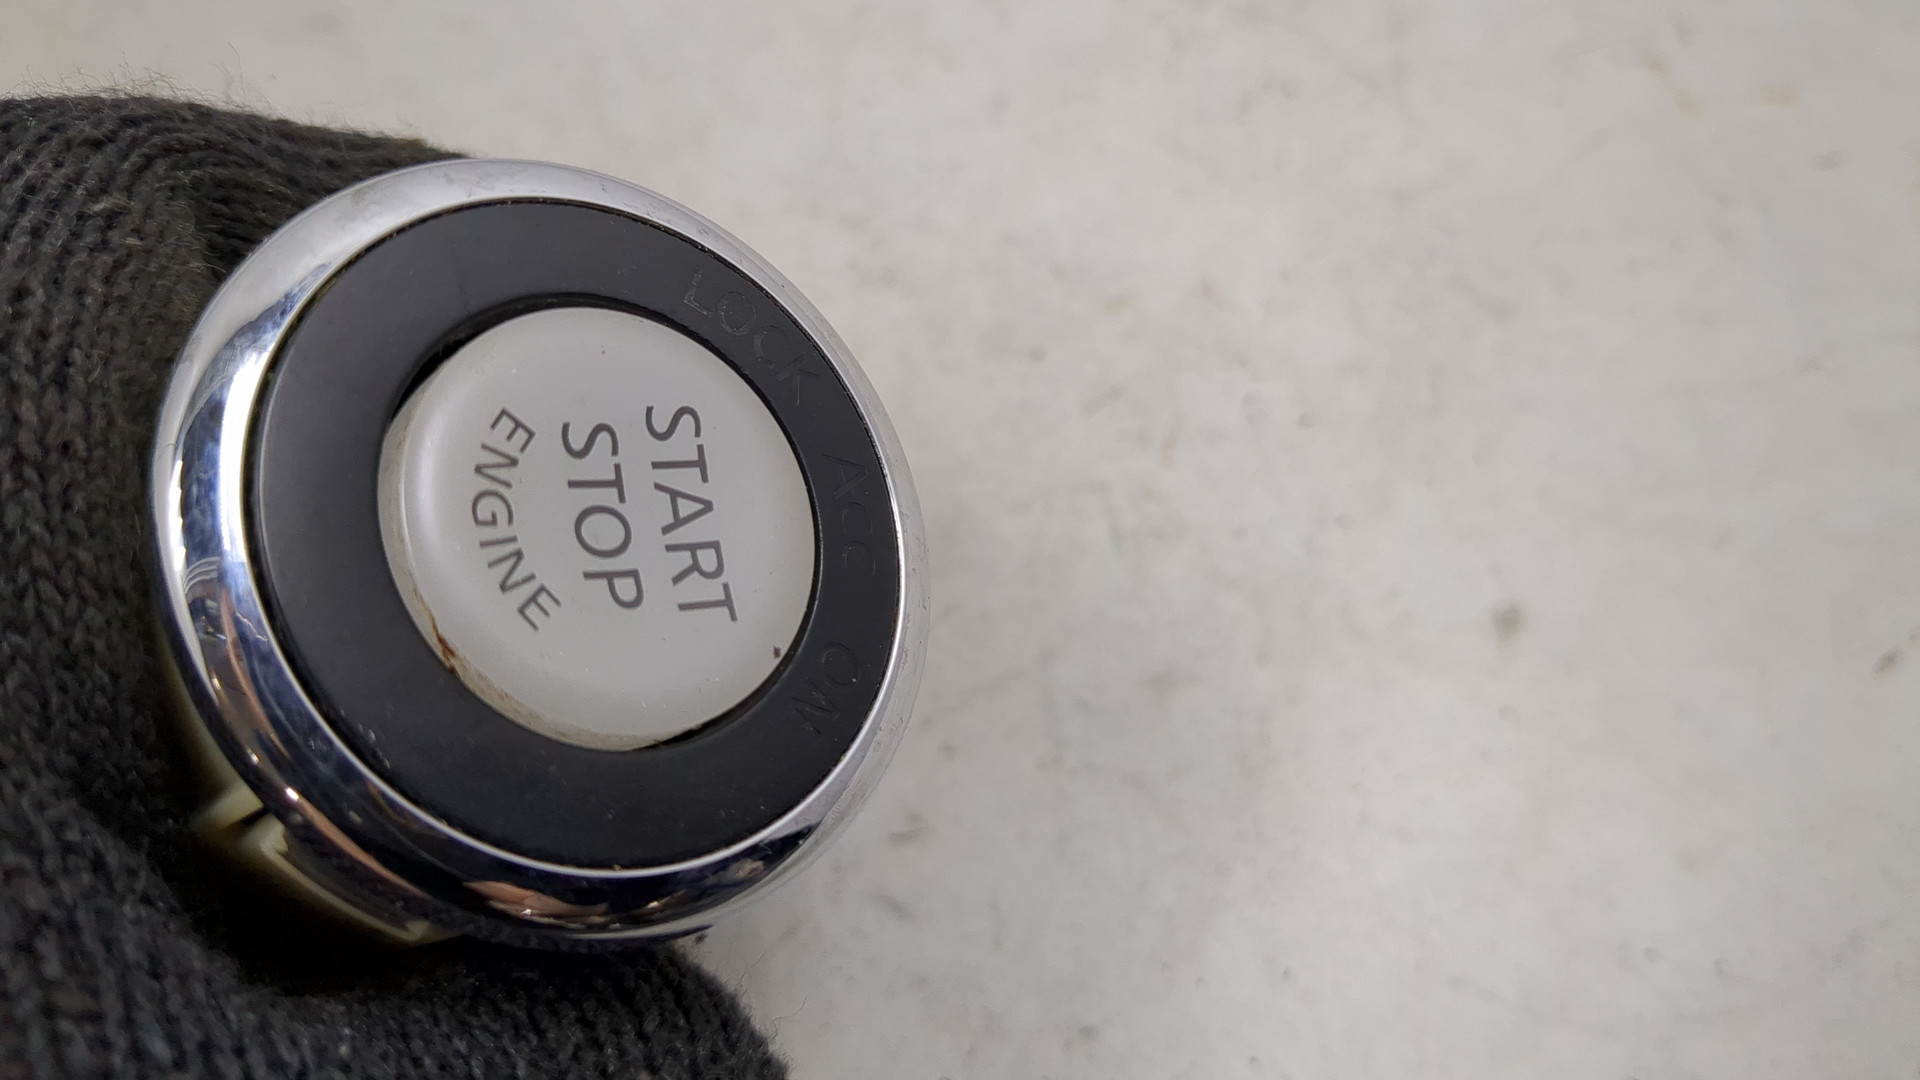 LOCK ACC ON
START
STOP
ENGINE